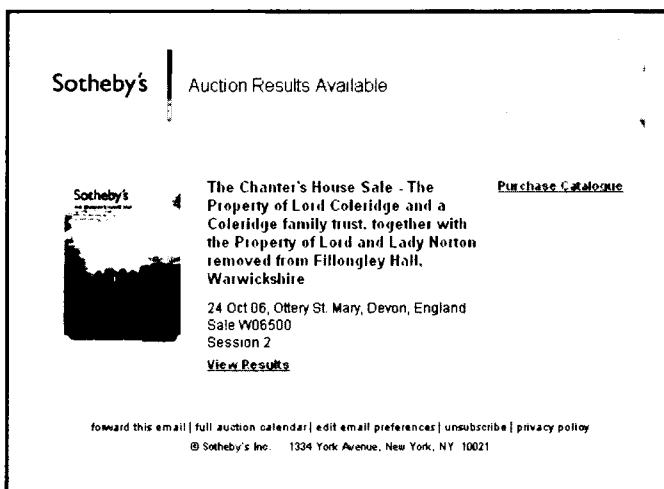 Sotheby's
Auction Results Available
Sotheby's
The Chanter's House Sale - The
Property of Lord Coleridge and a
Coleridge family trust, together with
the Property of Lord and Lady Norton
removed from Fillongley Hall,
Warwickshire
Purchase Catalogue
24 Oct 06, Ottery St. Mary, Devon, England
Sale W06500
Session 2
View Results
foward this email | full auction calendar | edit email preferences | unsubscribe | privacy policy
© Sotheby's Inc. 1334 York Avenue, New York, NY 10021